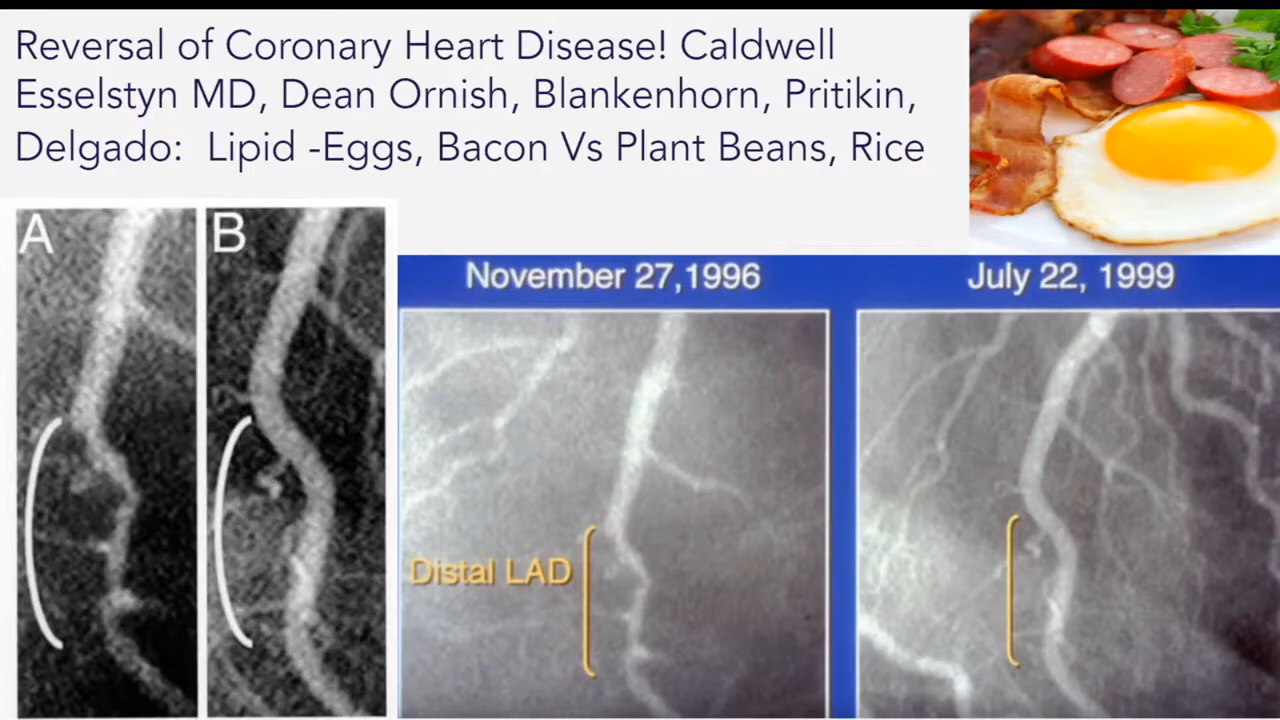 Reversal of Coronary Heart Disease! Caldwell
Esselstyn MD, Dean Ornish, Blankenhorn, Pritikin,
Delgado:  Lipid -Eggs, Bacon Vs Plant Beans, Rice
A
B
November 27,1996
July 22, 1999
Distal LAD